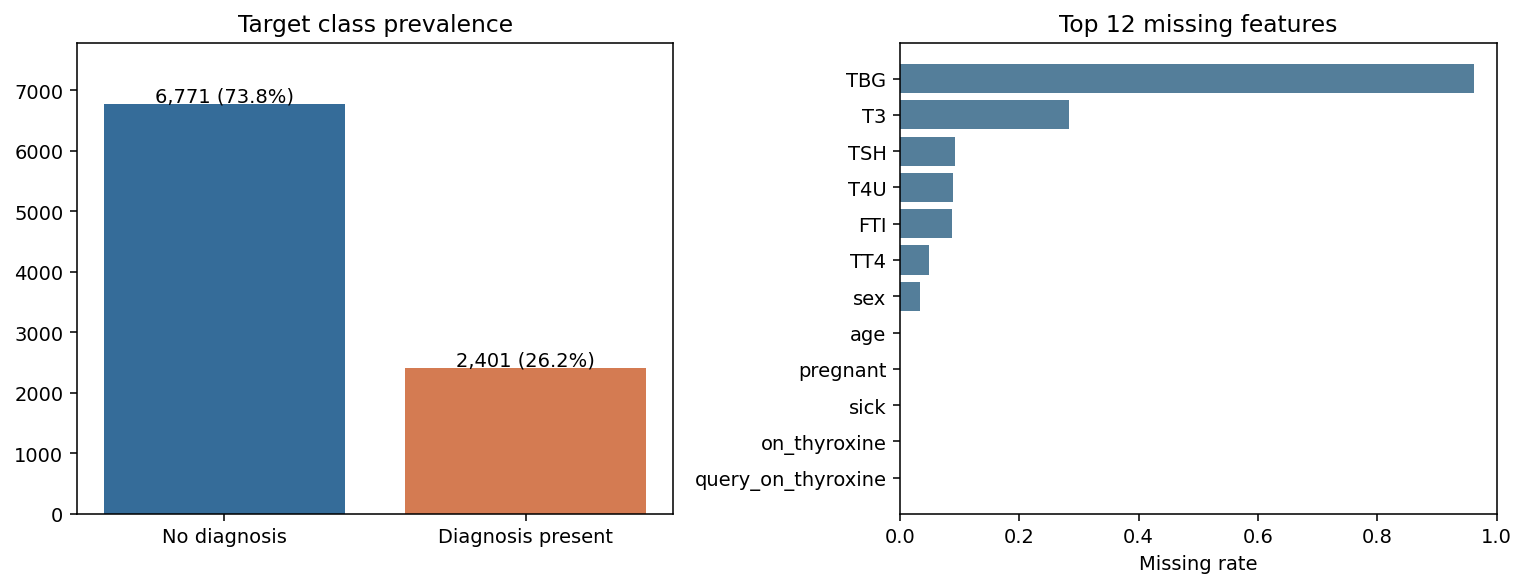 Target class prevalence
7000
6000
5000
4000
3000
2000
1000
0
6,771 (73.8%)
2,401 (26.2%)
No diagnosis
Diagnosis present
Top 12 missing features
TBG
T3
TSH
T4U
FTI
TT4
sex
age
pregnant
sick
on_thyroxine
query_on_thyroxine
0.0
0.2
0.4
0.6
0.8
1.0
Missing rate